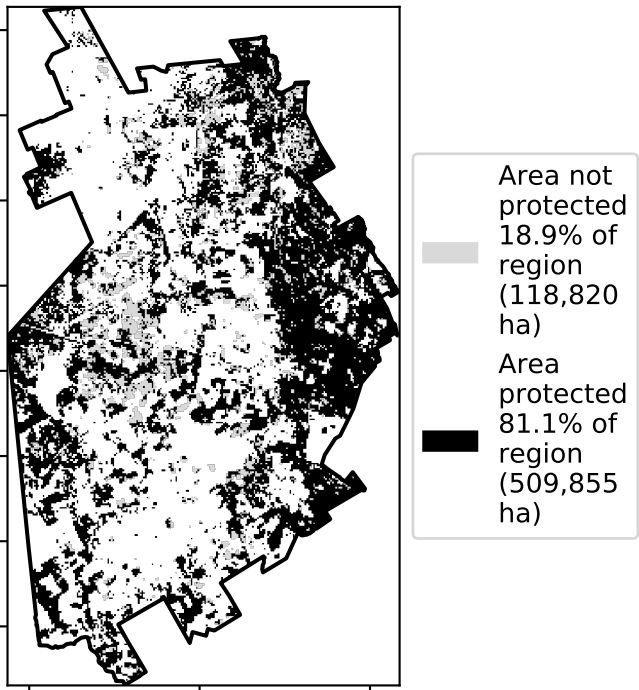 Area not
protected
18.9% of
region
(118,820
ha)
Area
protected
81.1% of
region
(509,855
ha)